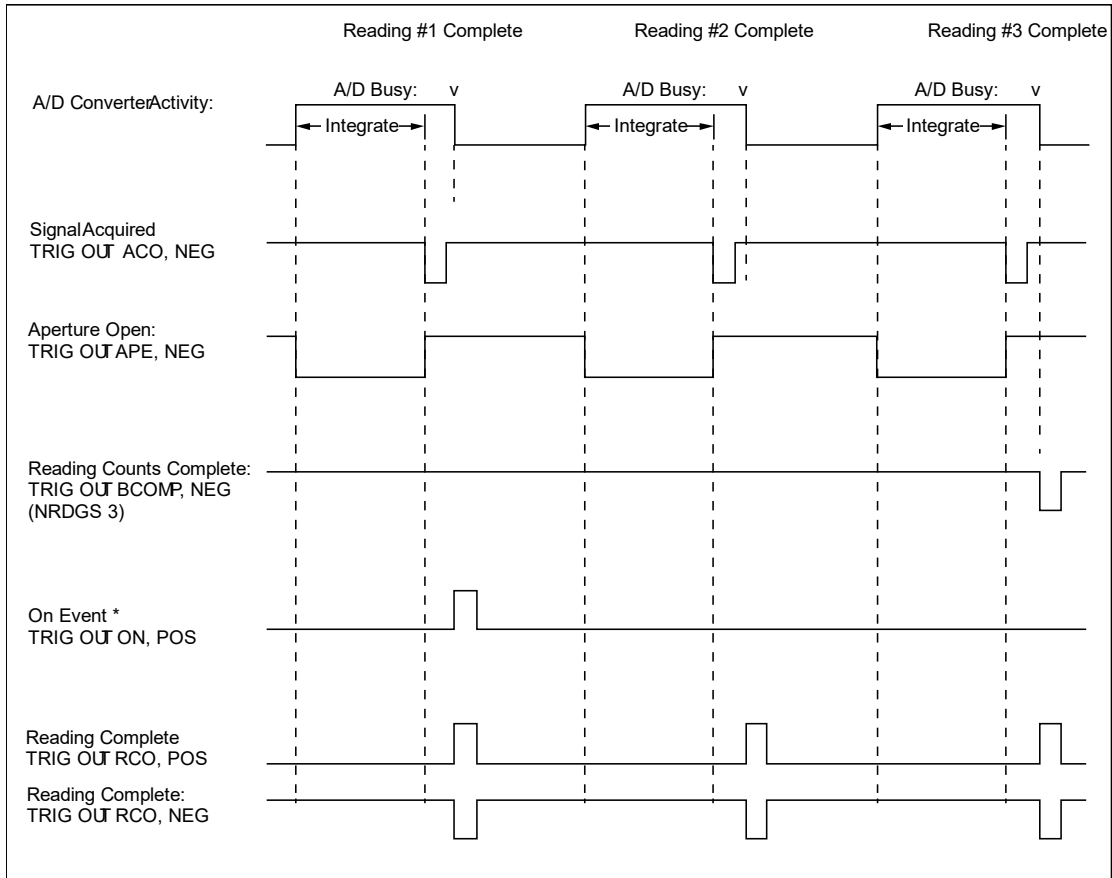 Reading #1 Complete
Reading #2 Complete
Reading #3 Complete
A/D ConverterActivity:
A/D Busy: v
A/D Busy: v
A/D Busy: v
Integrate
Integrate
Integrate
SignalAcquired
TRIG OUT ACO, NEG
Aperture Open:
TRIG OUT APE, NEG
Reading Counts Complete:
TRIG OUT BCOMP, NEG
(NRDGS 3)
On Event *
TRIG OUT ON, POS
Reading Complete
TRIG OUT RCO, POS
Reading Complete:
TRIG OUT RCO, NEG